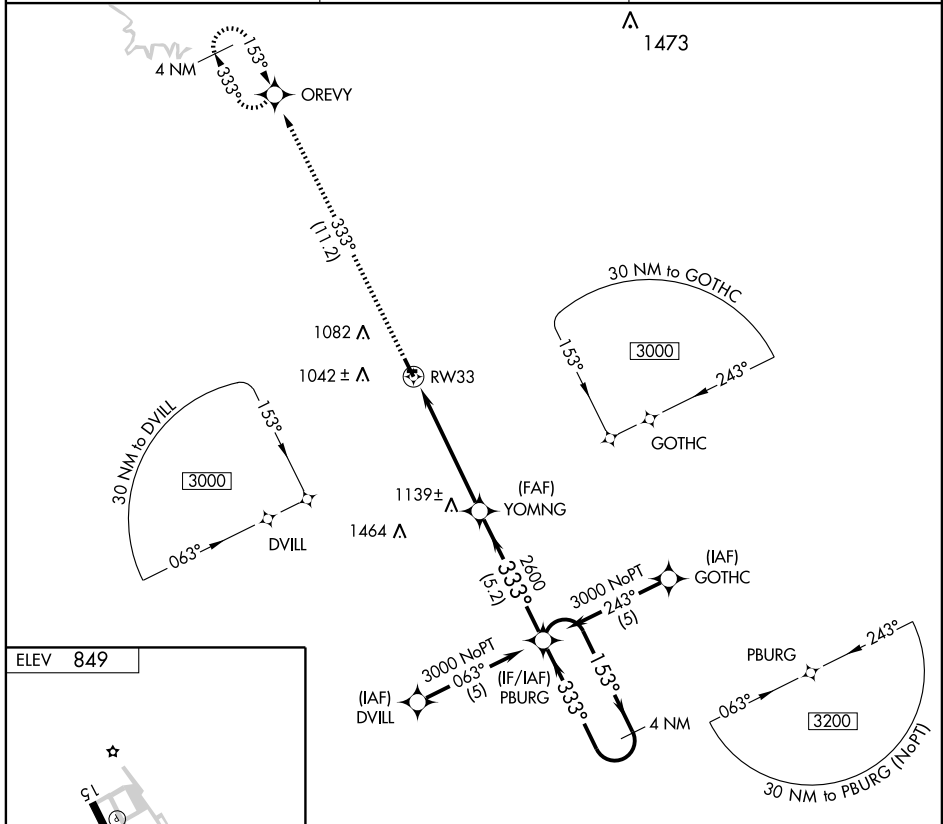 1473
153°
4 NM
333°
OREVY
333°
(11.2)
30 NM to GOTHC
1082
3000
153°
243°
1042 ±
RW33
GOTHC
30 NM to DVILL
153°
3000
1139±
(FAF)
YOMNG
1464
DVILL
063°
2600
333°
(5.2)
(IAF)
GOTHC
3000 NoPT
243°
(5)
ELEV 849
3000 NoPT
063°
(5)
(IF/IAF)
PBURG
153°
333°
(IAF)
DVILL
4 NM
PBURG
243°
063°
3200
30 NM to PBURG (NoPT)
15
P